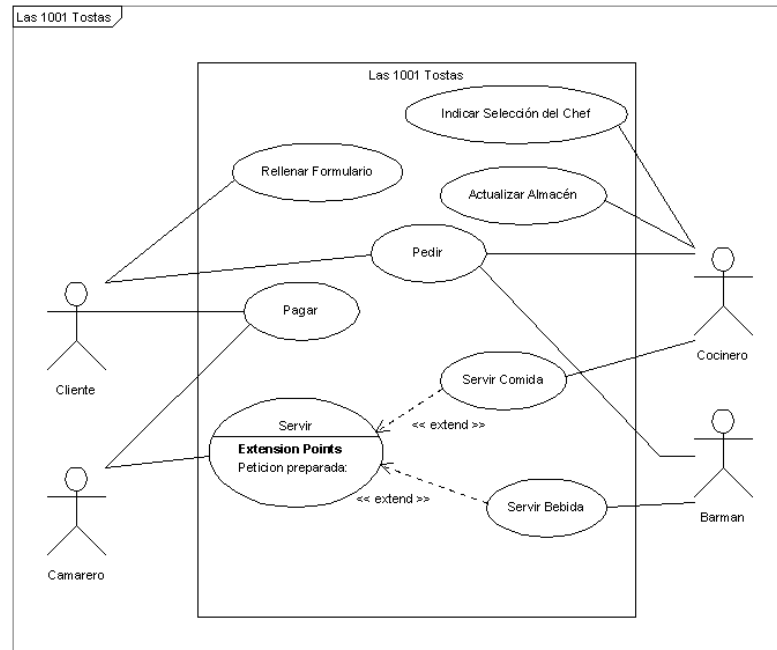 Las 1001 Tostas
Las 1001 Tostas
Indicar Selección del Chef
Rellenar Formulario
Actualizar Almacén
Pedir
Pagar
Cliente
Servir Comida
Cocinero
<< extend >>
Servir
Extension Points
Peticion preparada:
<< extend >>
Servir Bebida
Camarero
Barman